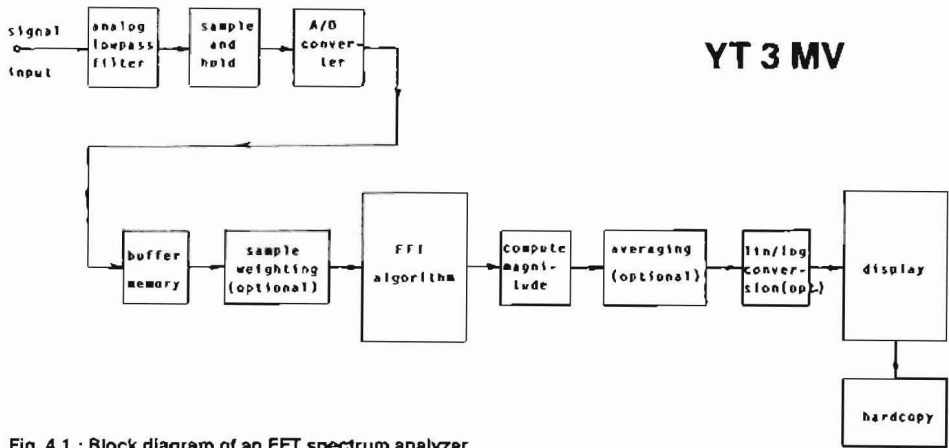 signal
input
analog
lowpass
filter
sample
and
hold
A/D
conver-
ter
YT 3 MV
buffer
memory
sample
weighting
(optional)
FFT
algorithm
compute
magni-
tude
averaging
(optional)
lin/log
conver-
sion(opt.)
display
hardcopy
Fig. 4.1 : Block diagram of an FFT spectrum analyzer